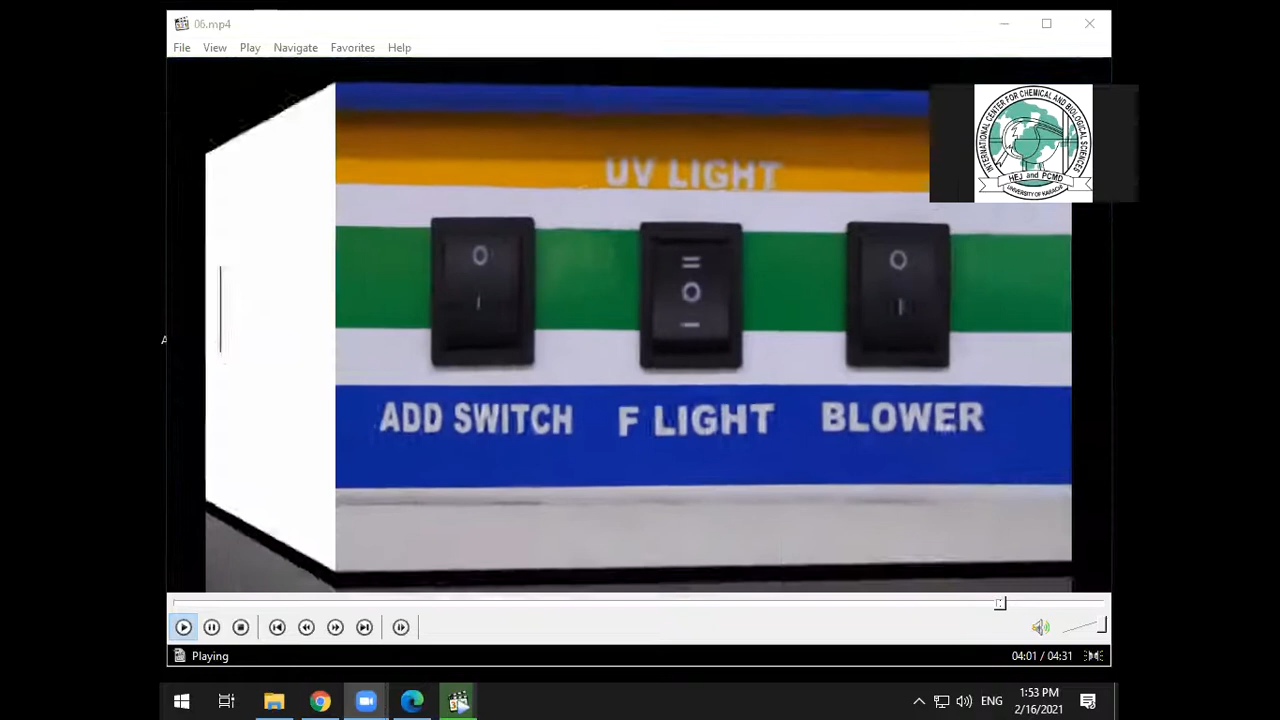 06.mp4
File View Play Navigate Favorites Help
INTERNATIONAL CENTER FOR CHEMICAL AND BIOLOGICAL SCIENCES
HEJ and PCMD
UNIVERSITY OF KARACHI
UV LIGHT
O = O
I O I
–
ADD SWITCH F LIGHT BLOWER
Playing 04:01 / 04:31
ENG 1:53 PM
2/16/2021